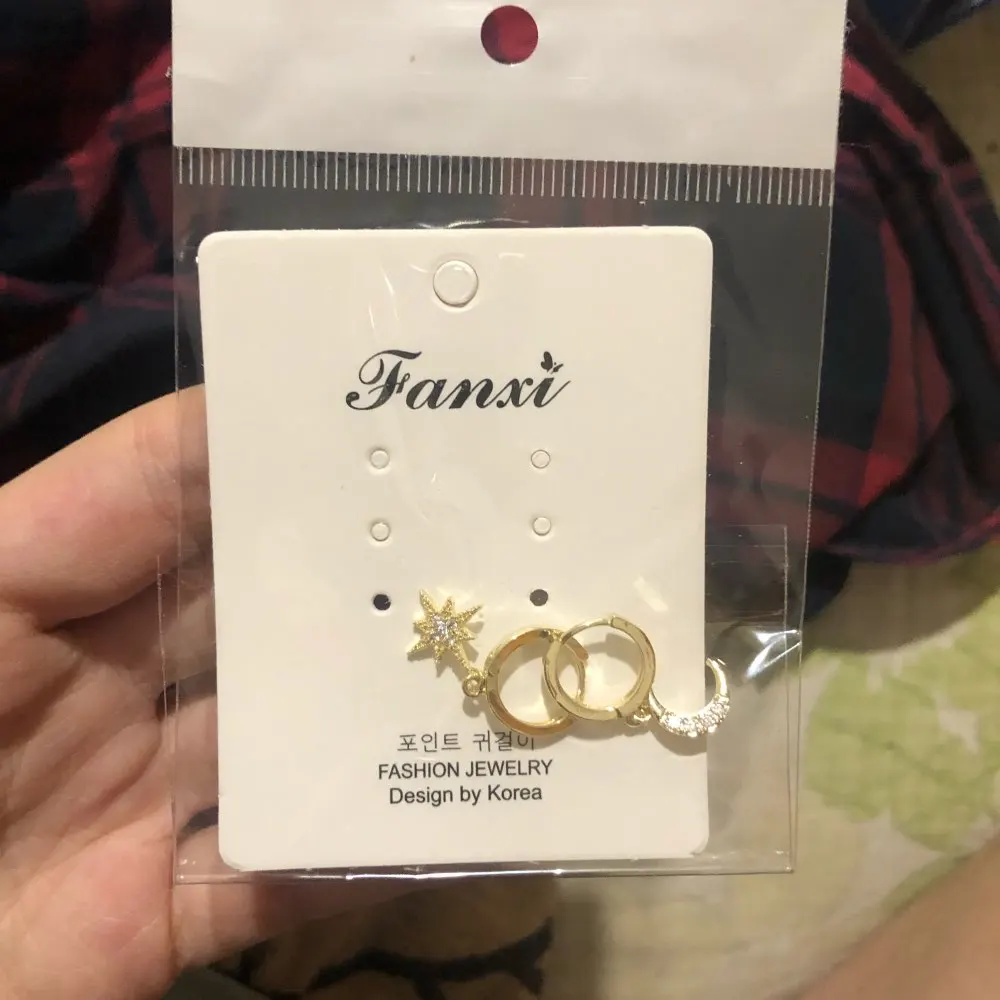 Fanxi
포인트 귀걸이
FASHION JEWELRY
Design by Korea